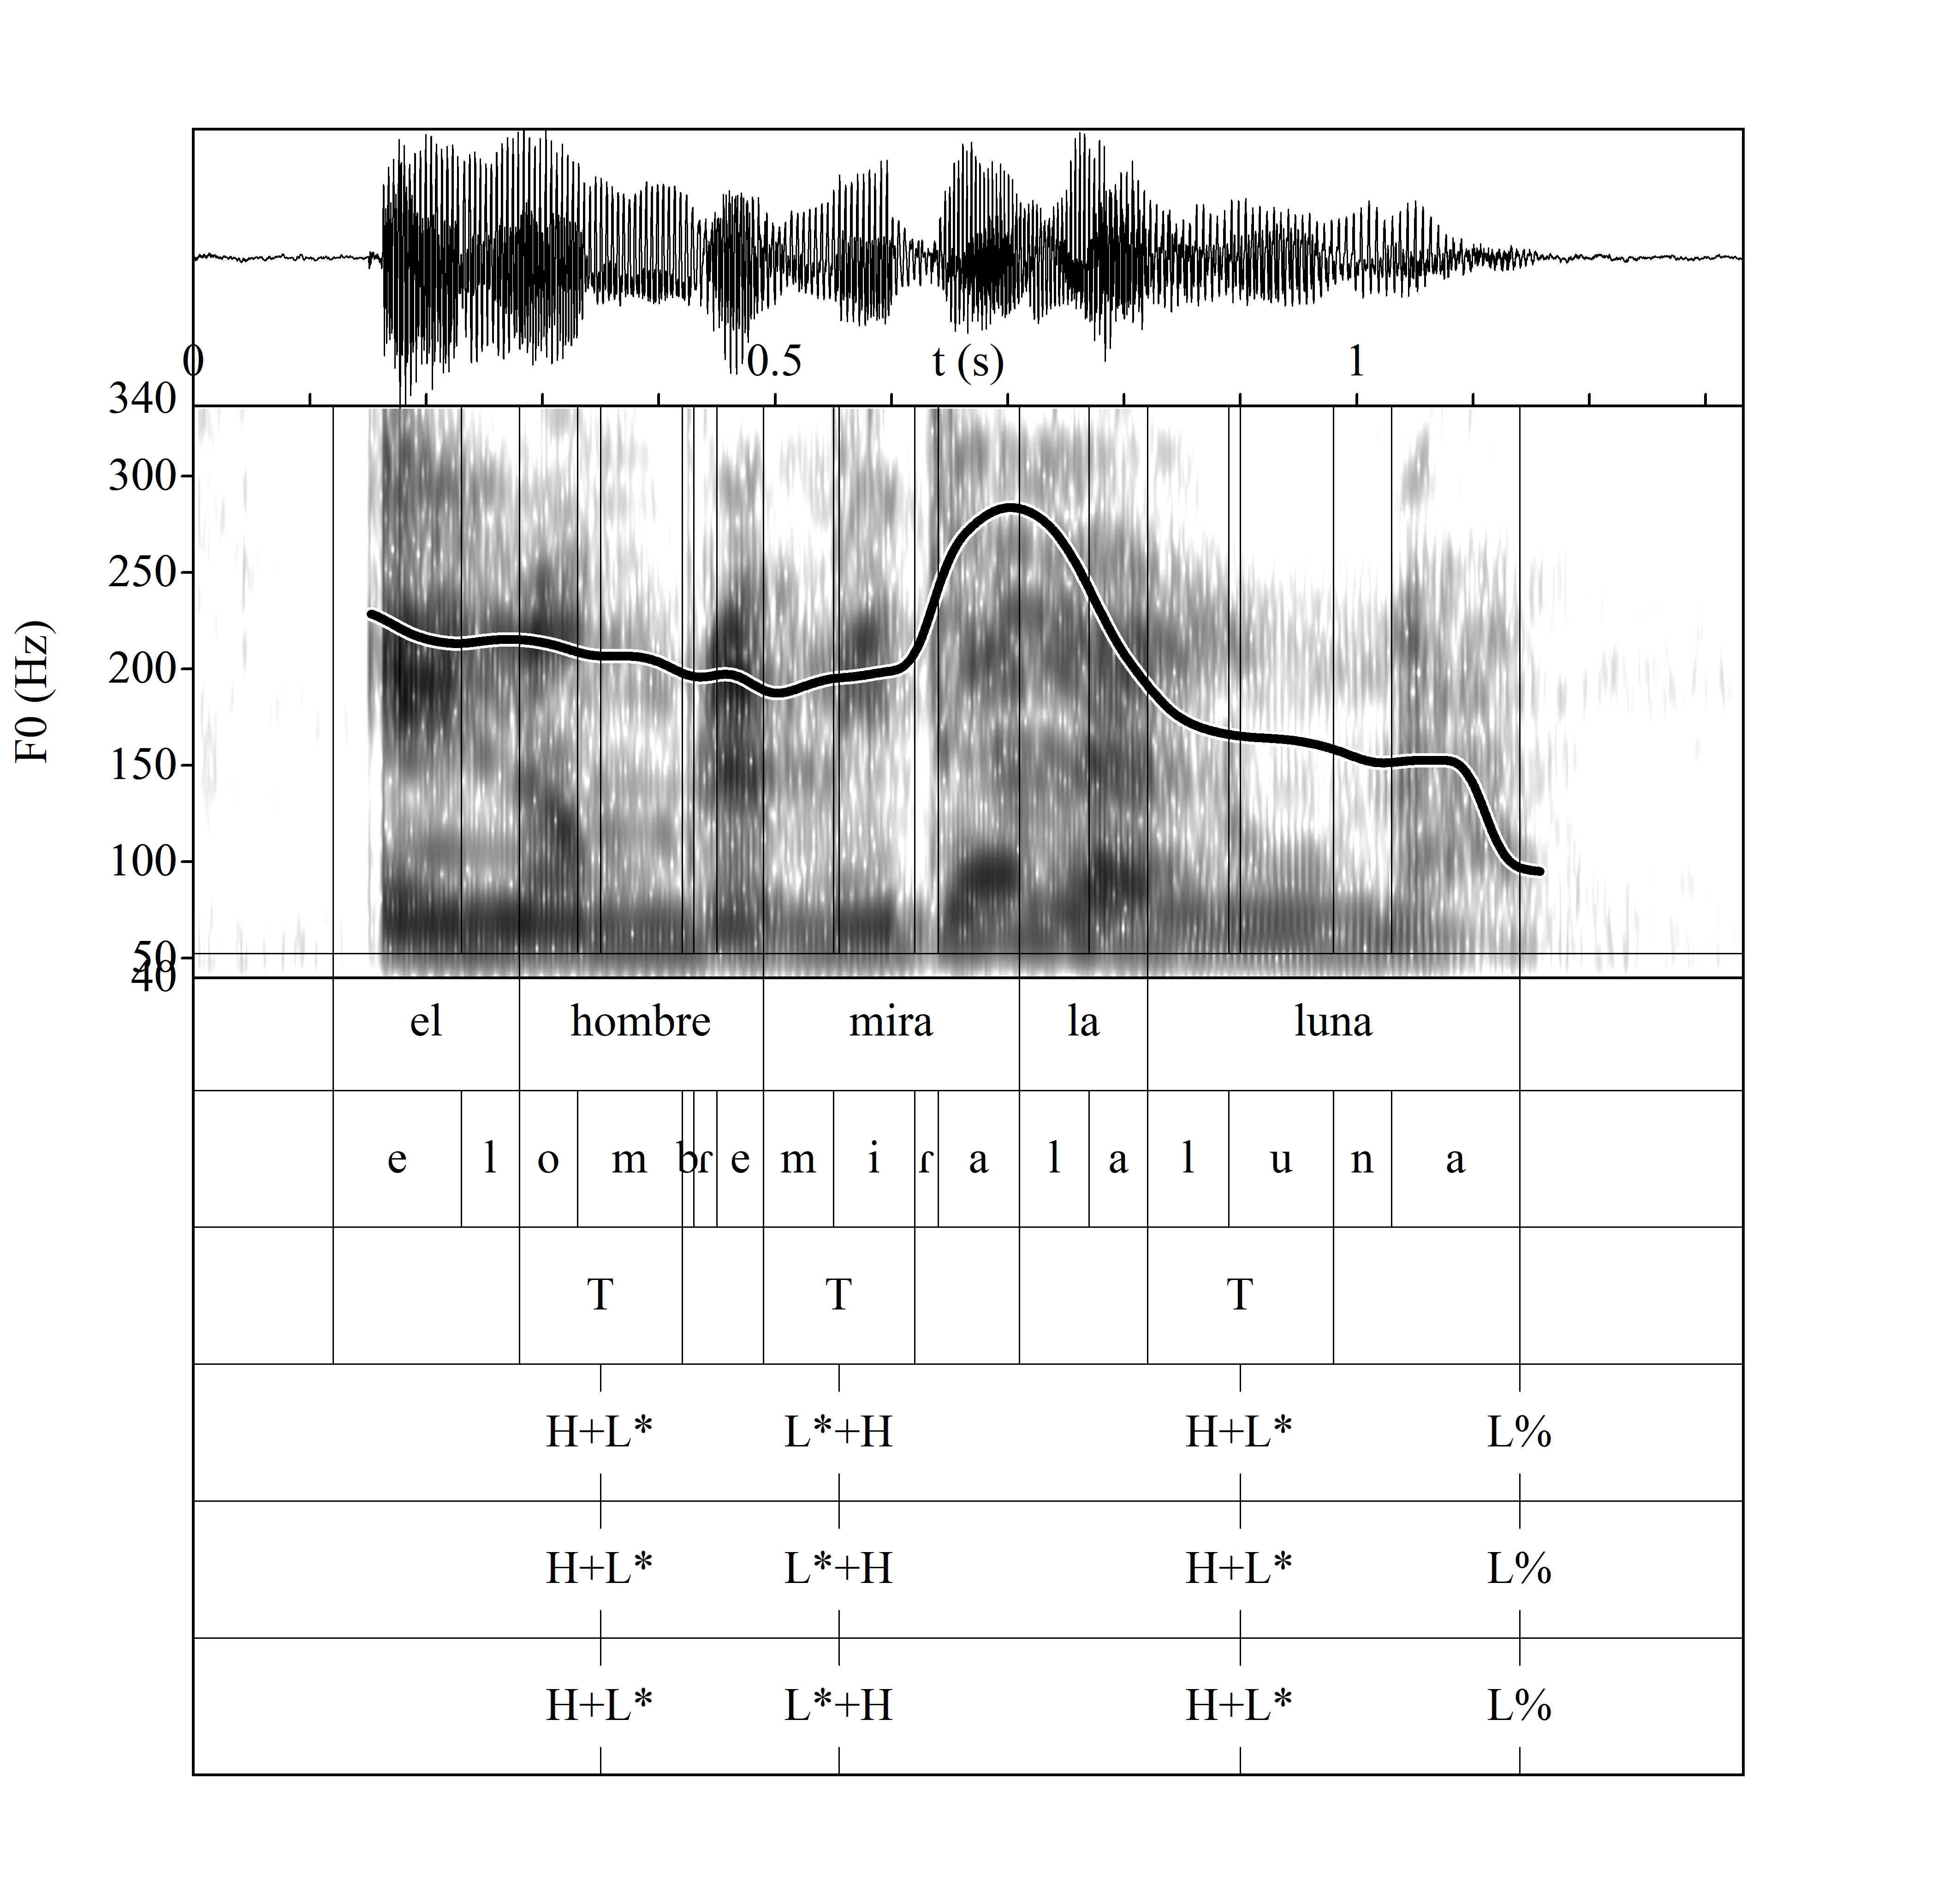 0 0.5 t (s) 1
340
300
250
200
150
100
50
40
F0 (Hz)
el hombre mira la luna
e l o m b ɾ e m i ɾ a l a l u n a
T T T
H+L* L*+H H+L* L%
H+L* L*+H H+L* L%
H+L* L*+H H+L* L%